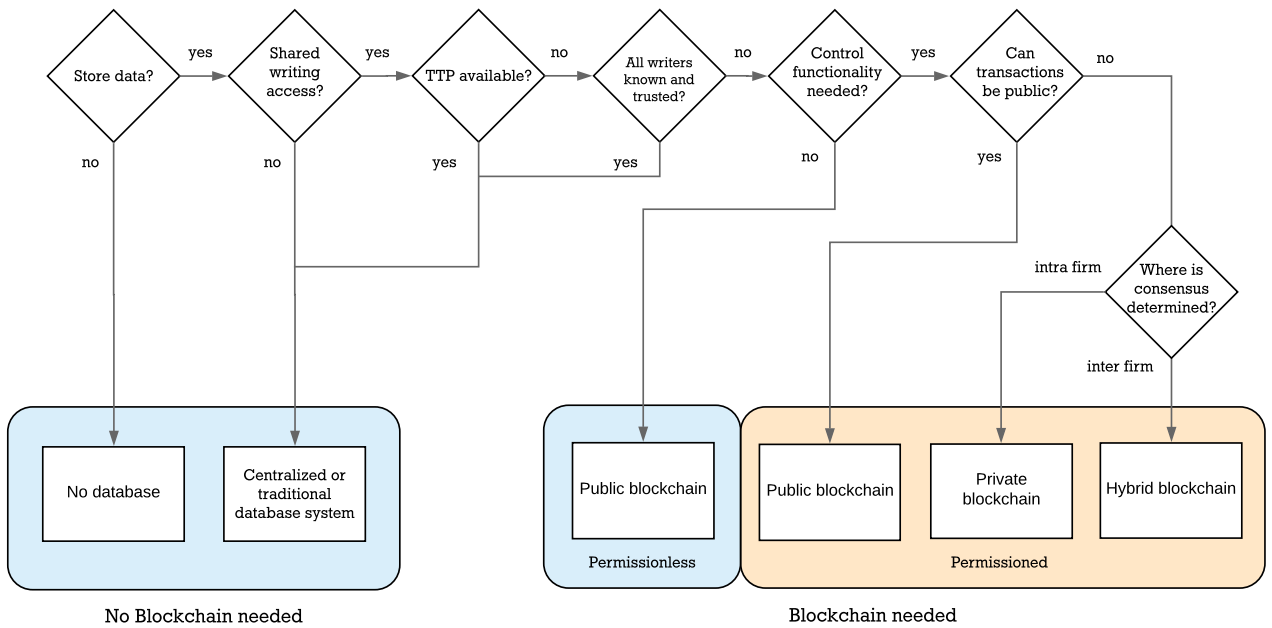 Store data?
yes
Shared
writing
access?
yes
TTP available?
no
All writers
known and
trusted?
no
Control
functionality
needed?
yes
Can
transactions
be public?
no
no
no
yes
yes
no
yes
intra firm
Where is
consensus
determined?
inter firm
No database
Centralized or
traditional
database system
Public blockchain
Public blockchain
Private
blockchain
Hybrid blockchain
Permissionless
Permissioned
No Blockchain needed
Blockchain needed